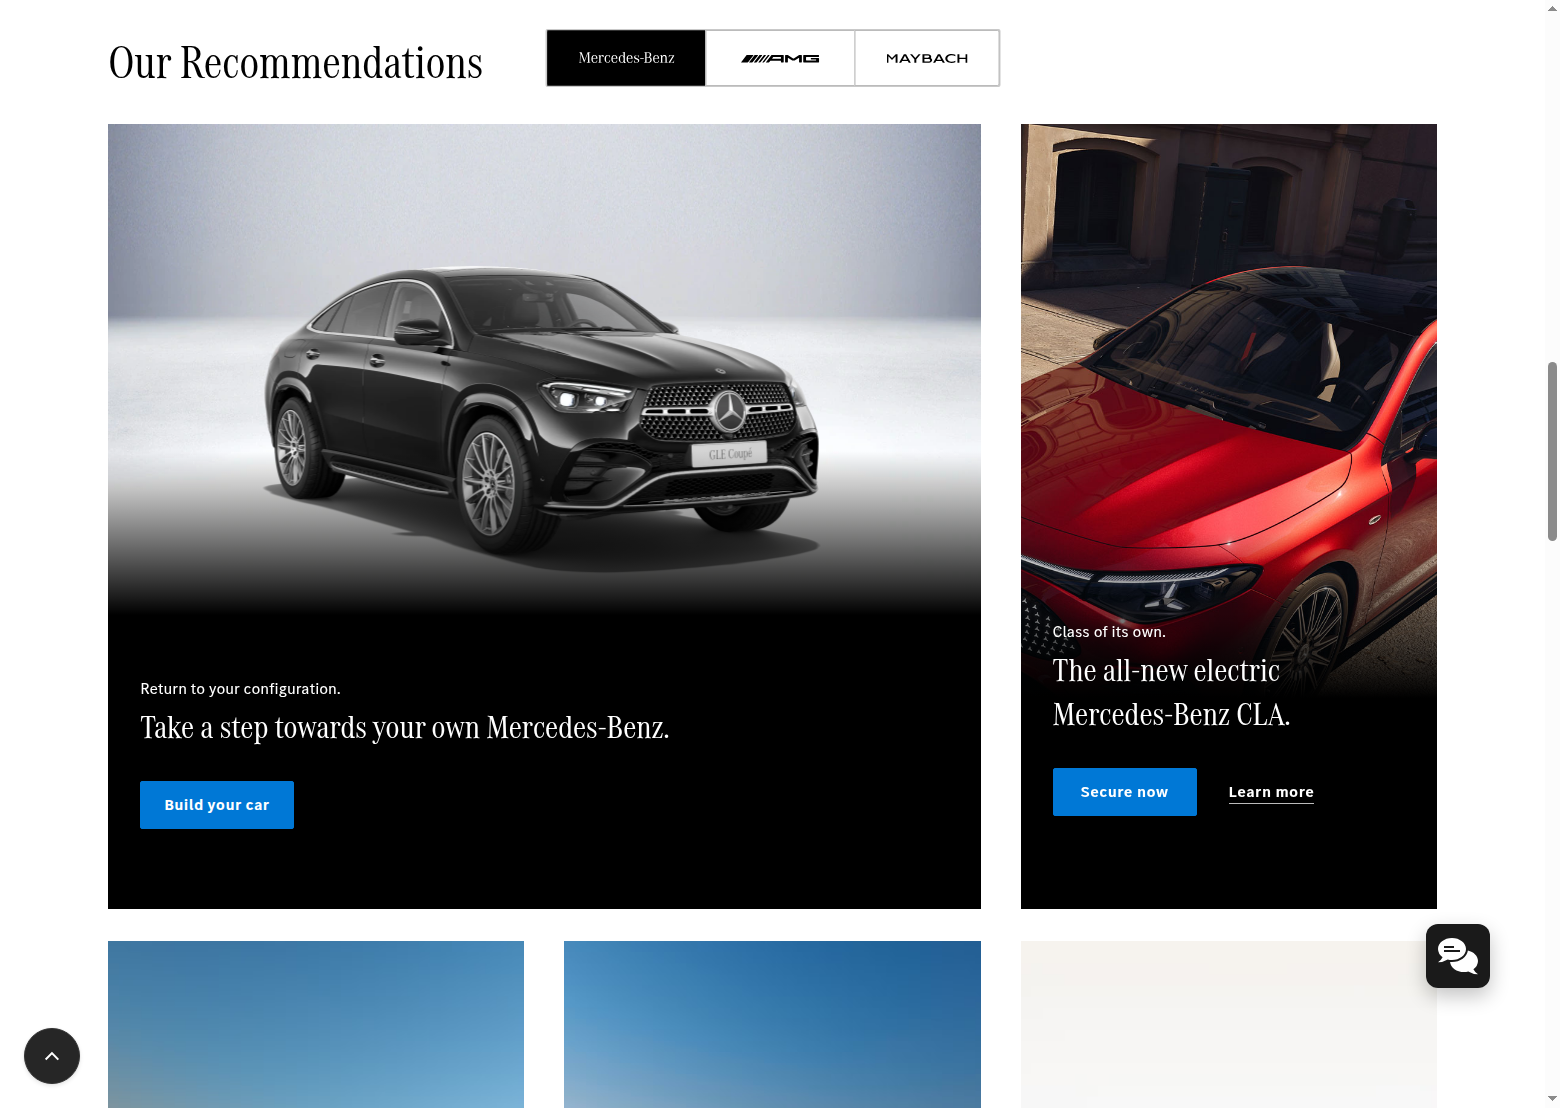 Our Recommendations
Mercedes-Benz
AMG
MAYBACH
GLE Coupé
Return to your configuration.
Take a step towards your own Mercedes-Benz.
Build your car
Class of its own.
The all-new electric
Mercedes-Benz CLA.
Secure now
Learn more